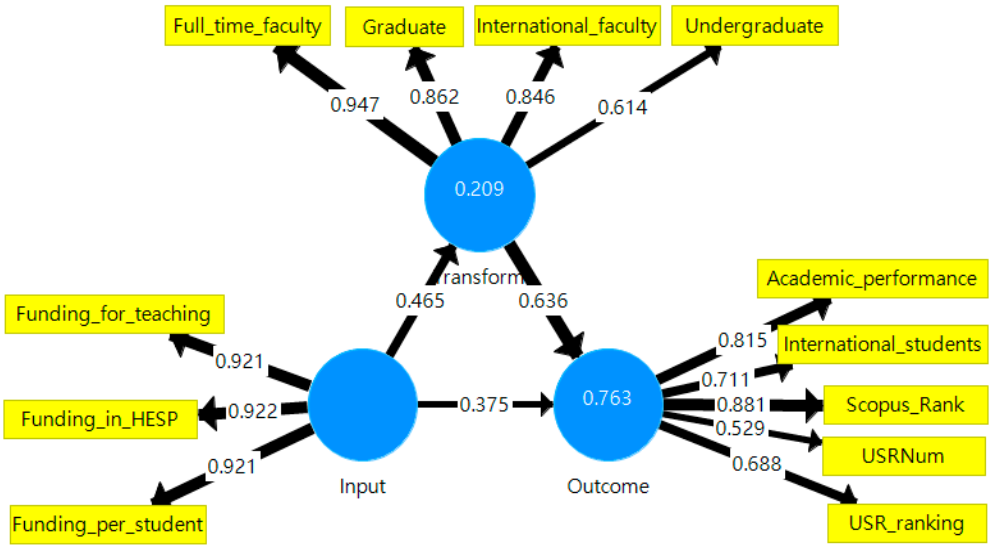 Full_time_faculty
Graduate
International_faculty
Undergraduate
0.947
0.862
0.846
0.614
0.209
Transform
Funding_for_teaching
Funding_in_HESP
Funding_per_student
0.921
0.922
0.921
0.465
0.636
0.375
Input
0.763
Outcome
0.815
0.711
0.881
0.529
0.688
Academic_performance
International_students
Scopus_Rank
USRNum
USR_ranking